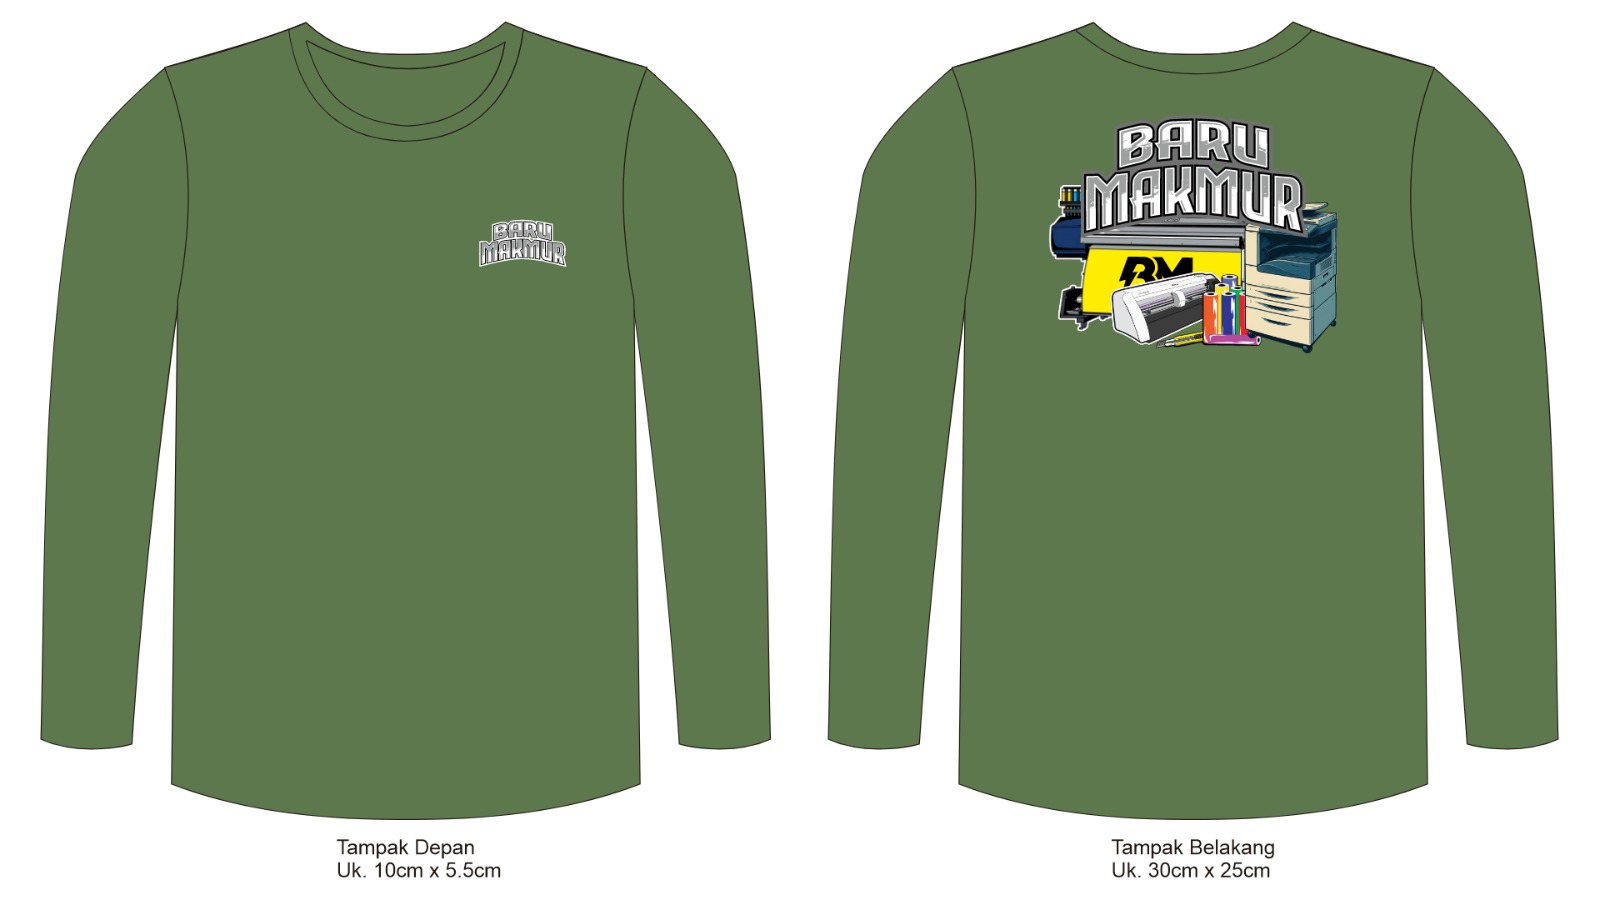 BARU
MAKMUR
Tampak Depan
Uk. 10cm x 5.5cm
BARU
MAKMUR
BM
Tampak Belakang
Uk. 30cm x 25cm